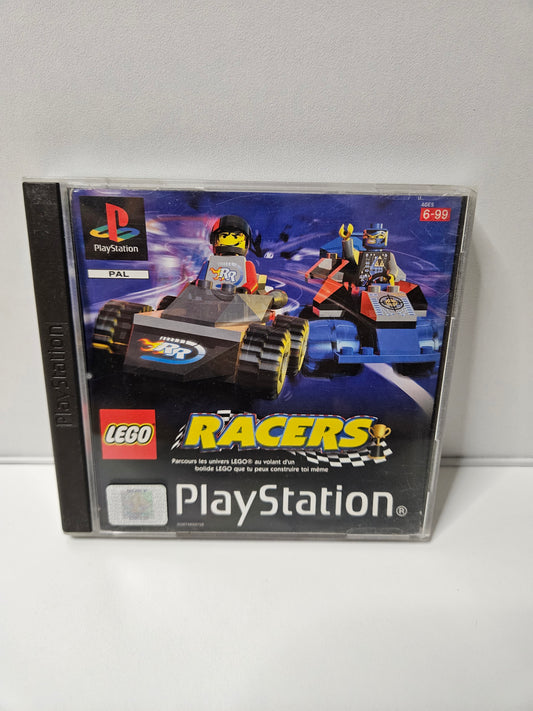 PlayStation
PlayStation
PAL
AGES
6-99
RR
RR
LEGO
RACERS
Parcours les univers LEGO® au volant d'un
bolide LEGO que tu peux construire toi même
PlayStation®